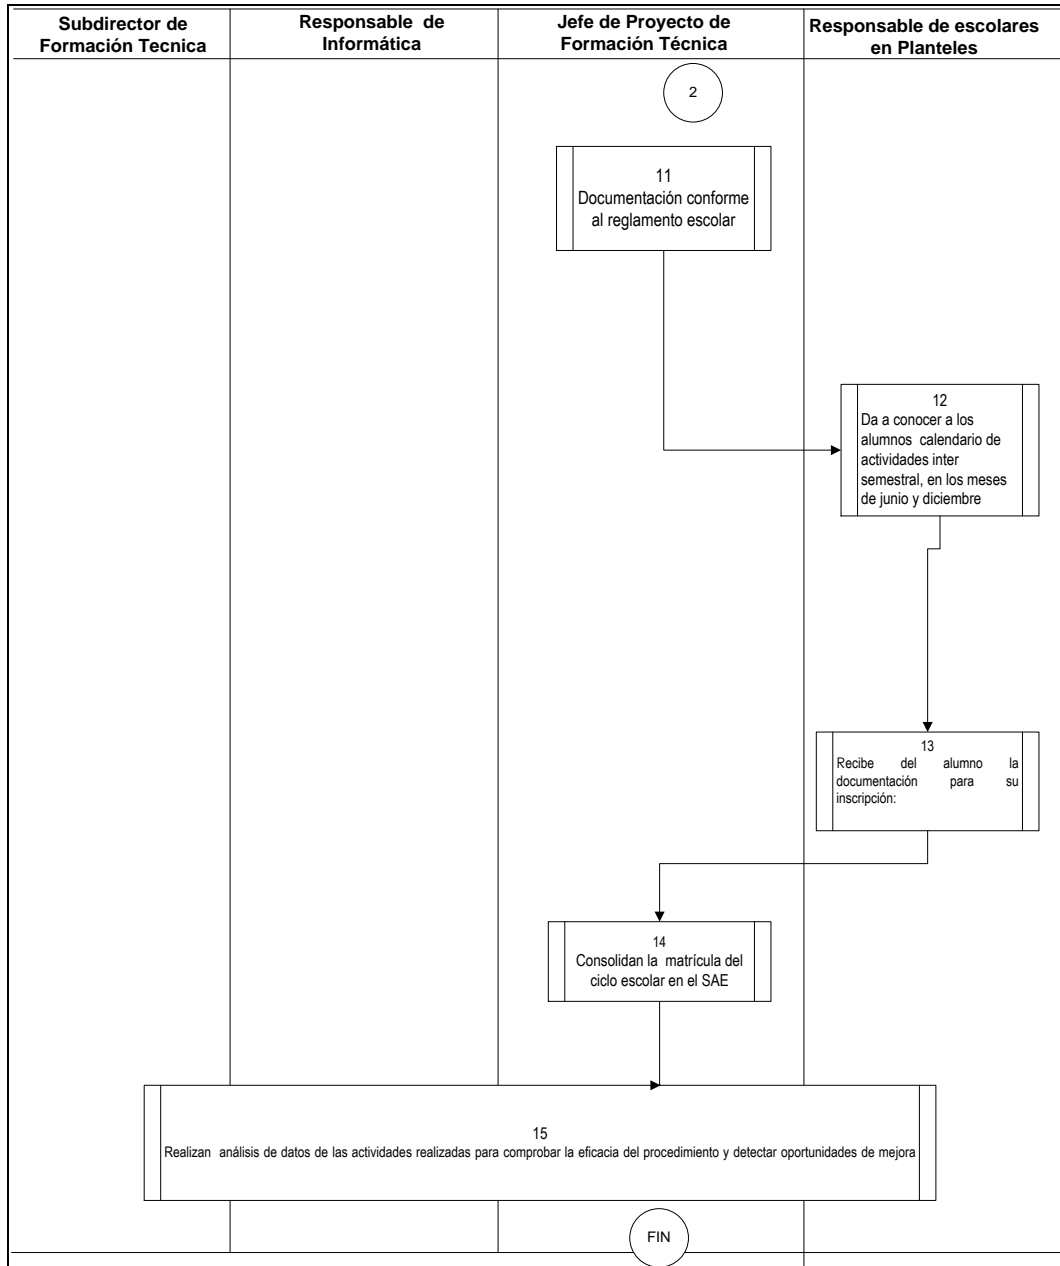 Subdirector de
Formación Tecnica
Responsable de
Informática
Jefe de Proyecto de
Formación Técnica
Responsable de escolares
en Planteles
2
11
Documentación conforme
al reglamento escolar
12
Da a conocer a los
alumnos calendario de
actividades inter
semestral, en los meses
de junio y diciembre
13
Recibe del alumno la
documentación para su
inscripción:
14
Consolidan la matrícula del
ciclo escolar en el SAE
15
Realizan análisis de datos de las actividades realizadas para comprobar la eficacia del procedimiento y detectar oportunidades de mejora
FIN